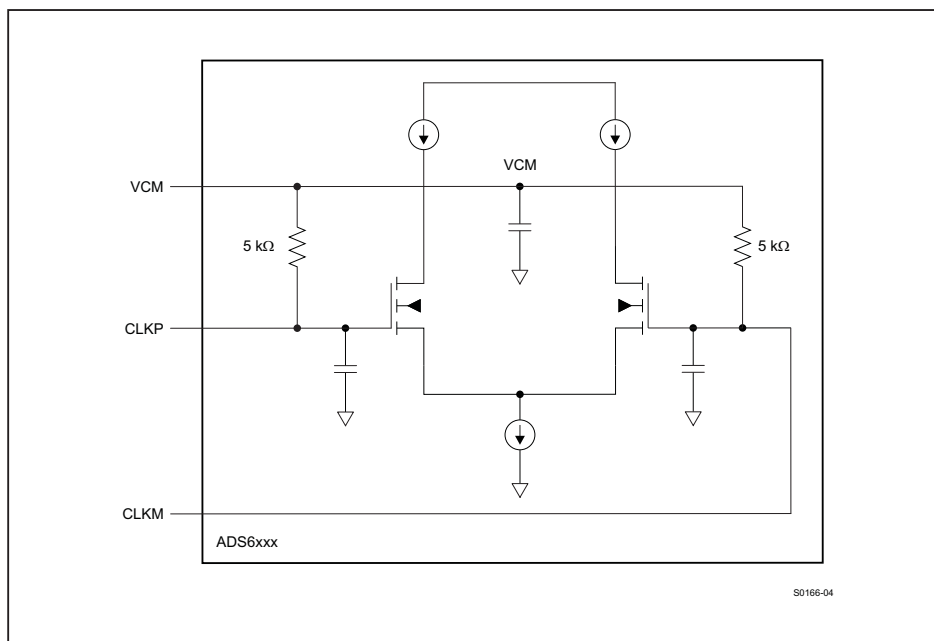 VCM
VCM
5 kΩ
5 kΩ
CLKP
CLKM
ADS6xxx
S0166-04